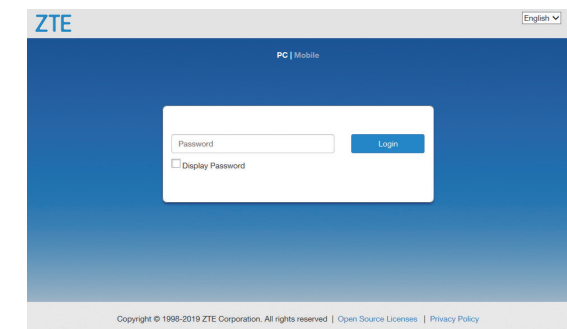 ZTE
English
PC | Mobile
Password
Login
Display Password
Copyright © 1998-2019 ZTE Corporation. All rights reserved | Open Source Licenses | Privacy Policy